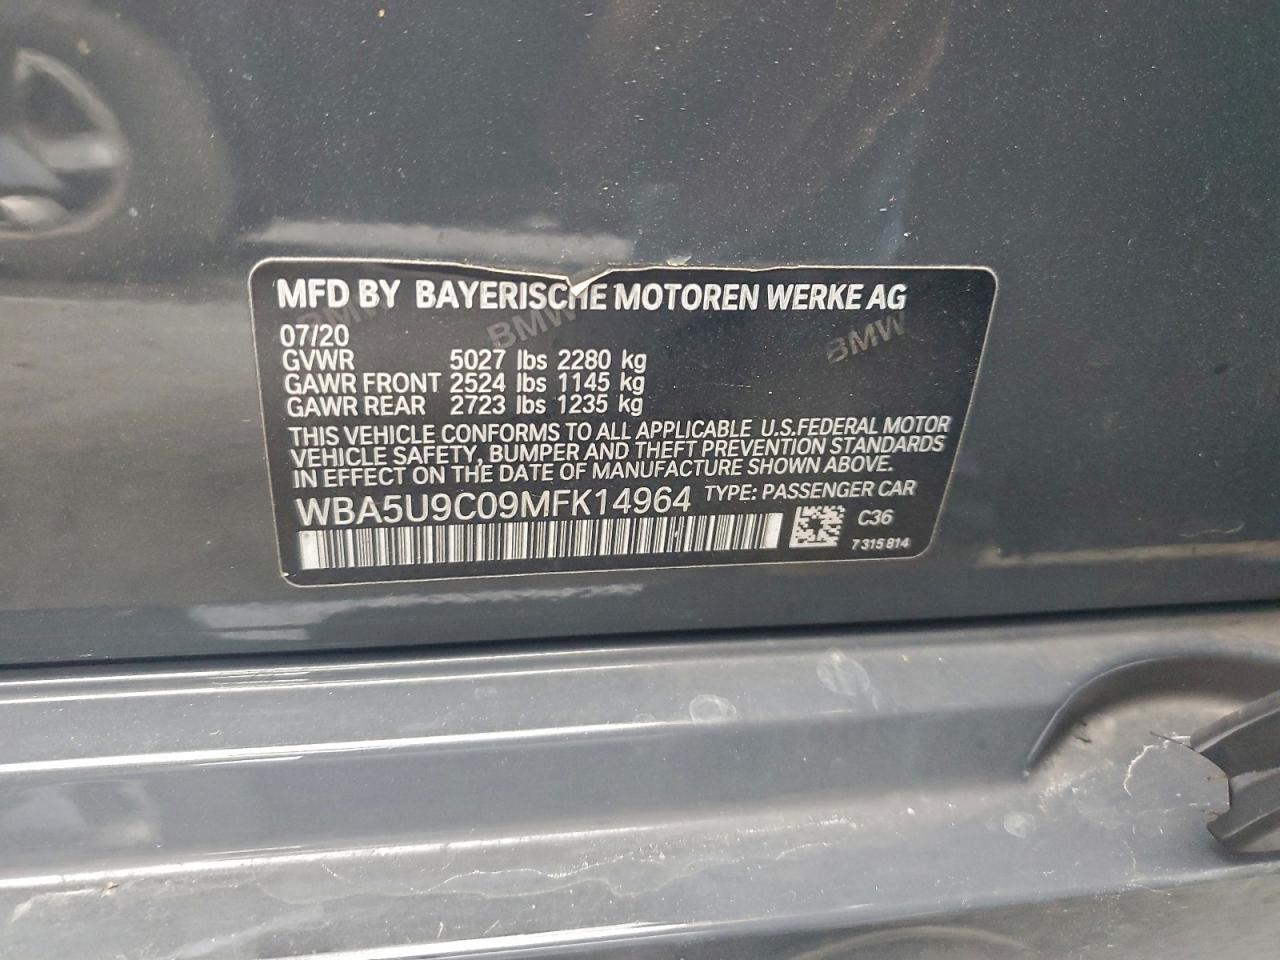 MFD BY BAYERISCHE MOTOREN WERKE AG
07/20
GVWR 5027 lbs 2280 kg
GAWR FRONT 2524 lbs 1145 kg
GAWR REAR 2723 lbs 1235 kg
THIS VEHICLE CONFORMS TO ALL APPLICABLE U.S.FEDERAL MOTOR
VEHICLE SAFETY, BUMPER AND THEFT PREVENTION STANDARDS
IN EFFECT ON THE DATE OF MANUFACTURE SHOWN ABOVE.
WBA5U9C09MFK14964 TYPE: PASSENGER CAR
C36
7 315 814
BMW
BMW
BMW